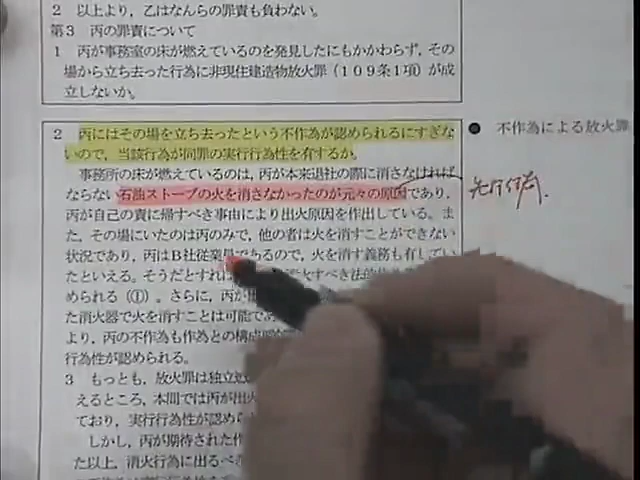 2 以上より，乙はなんらの罪責も負わない。
第3 丙の罪責について
1 丙が事務室の床が燃えているのを発見したにもかかわらず，その
場から立ち去った行為に非現住建造物放火罪（109条1項）が成
立しないか。
2 丙にはその場を立ち去ったという不作為が認められるにすぎな
いので，当該行為が同罪の実行行為性を有するか。
● 不作為による放火罪
事務所の床が燃えているのは，丙が本来退社の際に消さなければ
ならない石油ストーブの火を消さなかったのが元々の原因であり，
先行行為
丙が自己の責に帰すべき事由により出火原因を作出している。ま
た，その場にいたのは丙のみで，他の者は火を消すことができない
状況であり，丙はB社従業員であるので，火を消す義務も有してい
たといえる。そうだとすれ
められる（①）。さらに，丙が
た消火器で火を消すことは可能であ
より，丙の不作為も作為との構成
行為性が認められる。
3 もっとも，放火罪は独立
えるところ，本問では丙が出火
ており，実行行為性が認め
しかし，丙が期待された作
た以上，消火行為に出るべき